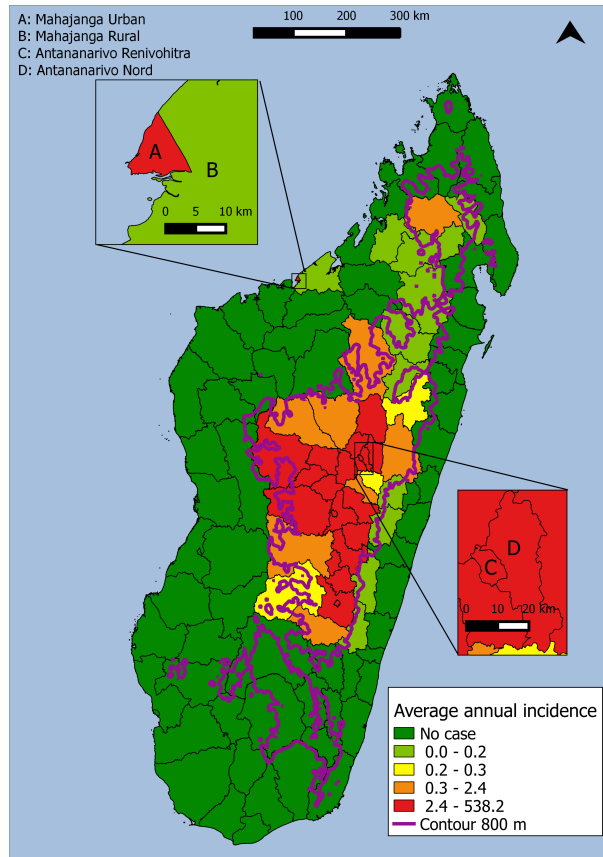 A: Mahajanga Urban
B: Mahajanga Rural
C: Antananarivo Renivohitra
D: Antananarivo Nord
100 200 300 km
A
B
0 5 10 km
D
C
0 10 20 km
Average annual incidence
No case
0.0 - 0.2
0.2 - 0.3
0.3 - 2.4
2.4 - 538.2
Contour 800 m